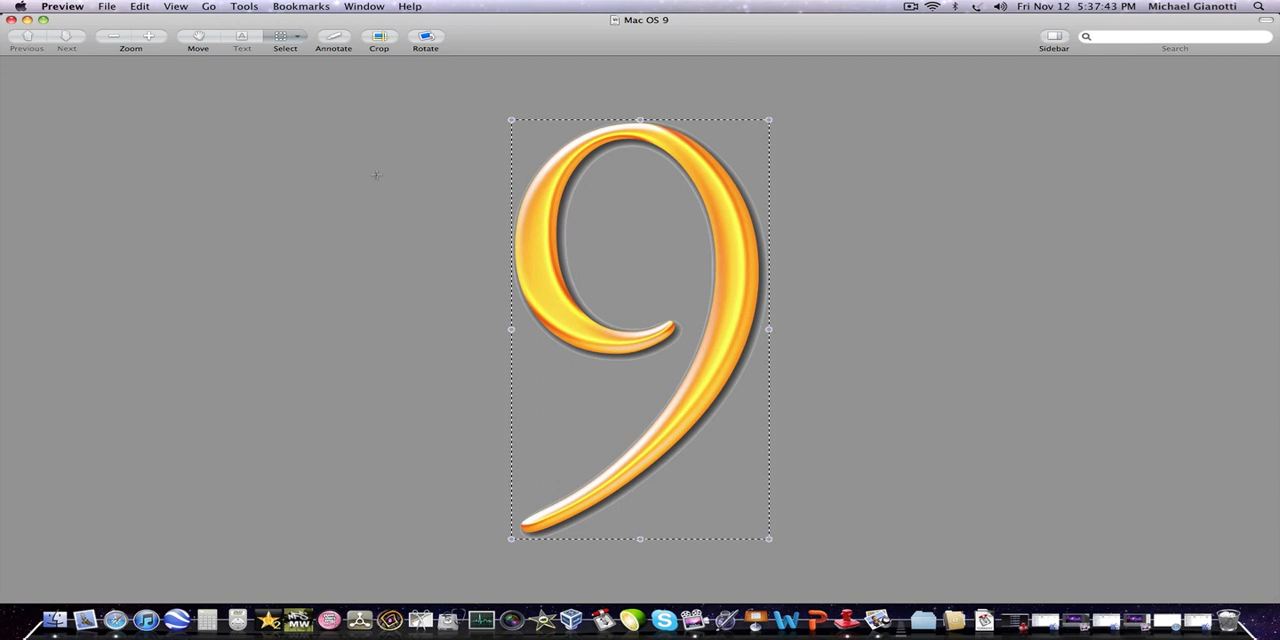 Preview File Edit View Go Tools Bookmarks Window Help Fri Nov 12 5:37:43 PM Michael Gianotti
Mac OS 9
Previous Next Zoom Move Text Select Annotate Crop Rotate Sidebar Search
9